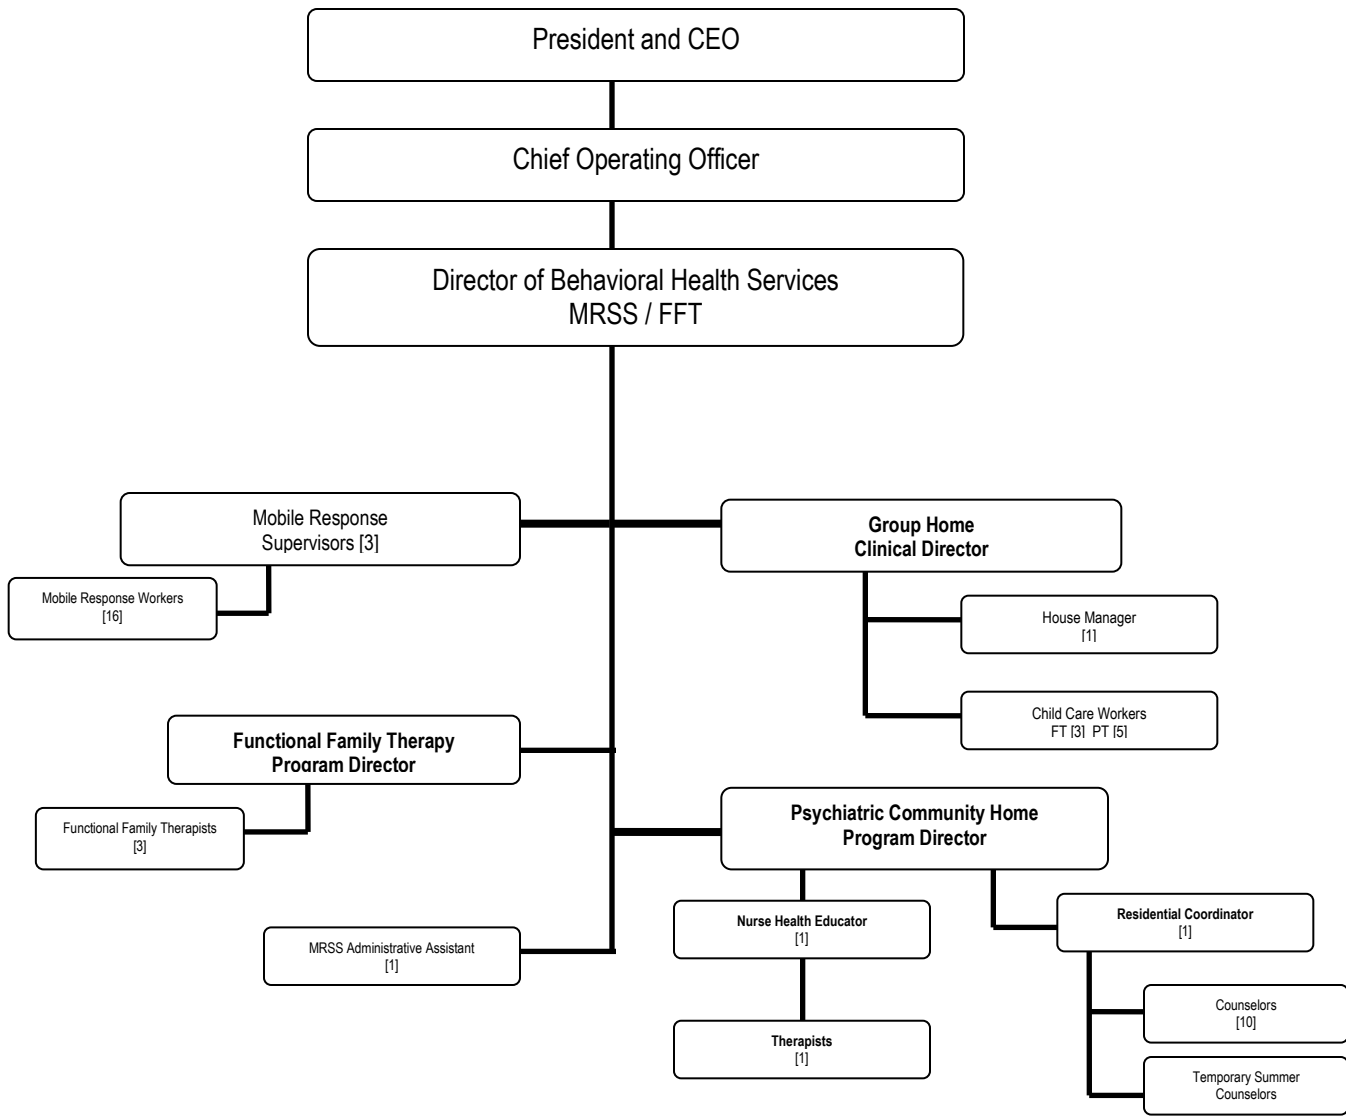 President and CEO
Chief Operating Officer
Director of Behavioral Health Services
MRSS / FFT
Mobile Response
Supervisors [3]
Mobile Response Workers
[16]
Group Home
Clinical Director
House Manager
[1]
Child Care Workers
FT [3] PT [5]
Functional Family Therapy
Program Director
Functional Family Therapists
[3]
Psychiatric Community Home
Program Director
MRSS Administrative Assistant
[1]
Nurse Health Educator
[1]
Therapists
[1]
Residential Coordinator
[1]
Counselors
[10]
Temporary Summer
Counselors